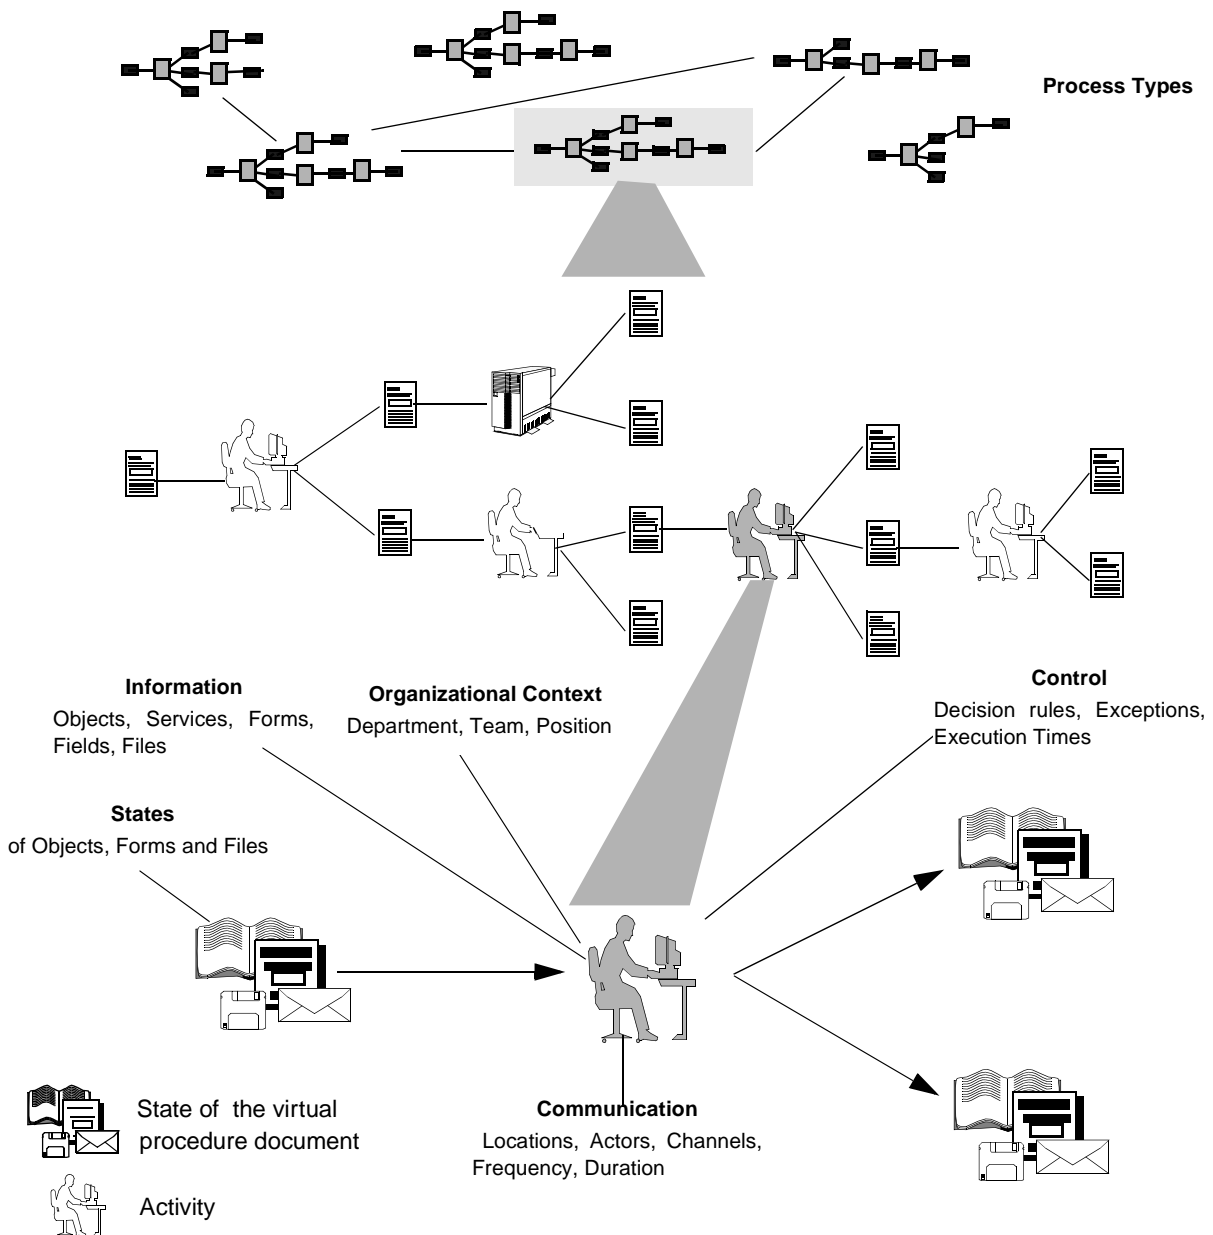 Process Types
Information
Objects, Services, Forms,
Fields, Files
Organizational Context
Department, Team, Position
Control
Decision rules, Exceptions,
Execution Times
States
of Objects, Forms and Files
Communication
Locations, Actors, Channels,
Frequency, Duration
State of the virtual
procedure document
Activity